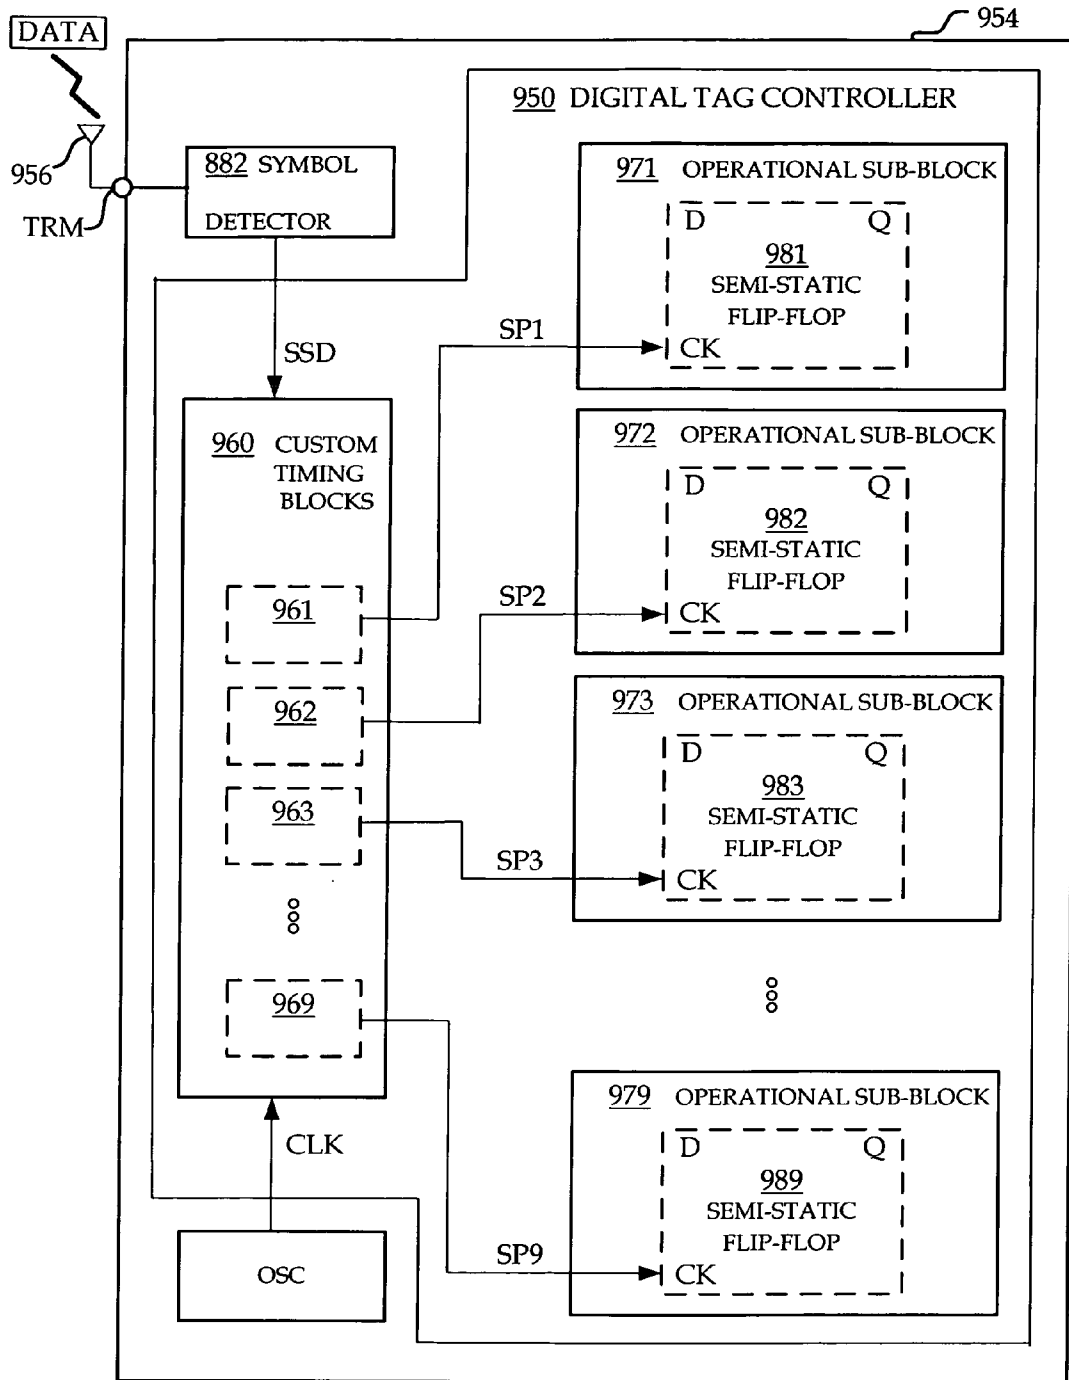 DATA
954
950 DIGITAL TAG CONTROLLER
956
TRM
882 SYMBOL
DETECTOR
SSD
971 OPERATIONAL SUB-BLOCK
D Q
981
SEMI-STATIC
FLIP-FLOP
CK
SP1
960 CUSTOM
TIMING
BLOCKS
972 OPERATIONAL SUB-BLOCK
D Q
982
SEMI-STATIC
FLIP-FLOP
CK
961
SP2
962
973 OPERATIONAL SUB-BLOCK
D Q
983
SEMI-STATIC
FLIP-FLOP
CK
963
SP3
969
979 OPERATIONAL SUB-BLOCK
D Q
989
SEMI-STATIC
FLIP-FLOP
CK
CLK
SP9
OSC